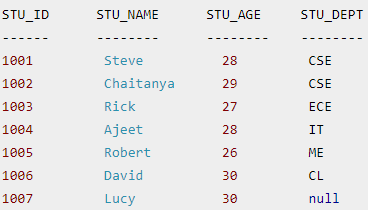 STU_ID STU_NAME STU_AGE STU_DEPT
------ -------- -------- --------
1001 Steve 28 CSE
1002 Chaitanya 29 CSE
1003 Rick 27 ECE
1004 Ajeet 28 IT
1005 Robert 26 ME
1006 David 30 CL
1007 Lucy 30 null